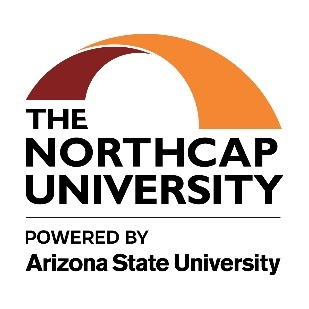 THE
NORTHCAP
UNIVERSITY
POWERED BY
Arizona State University